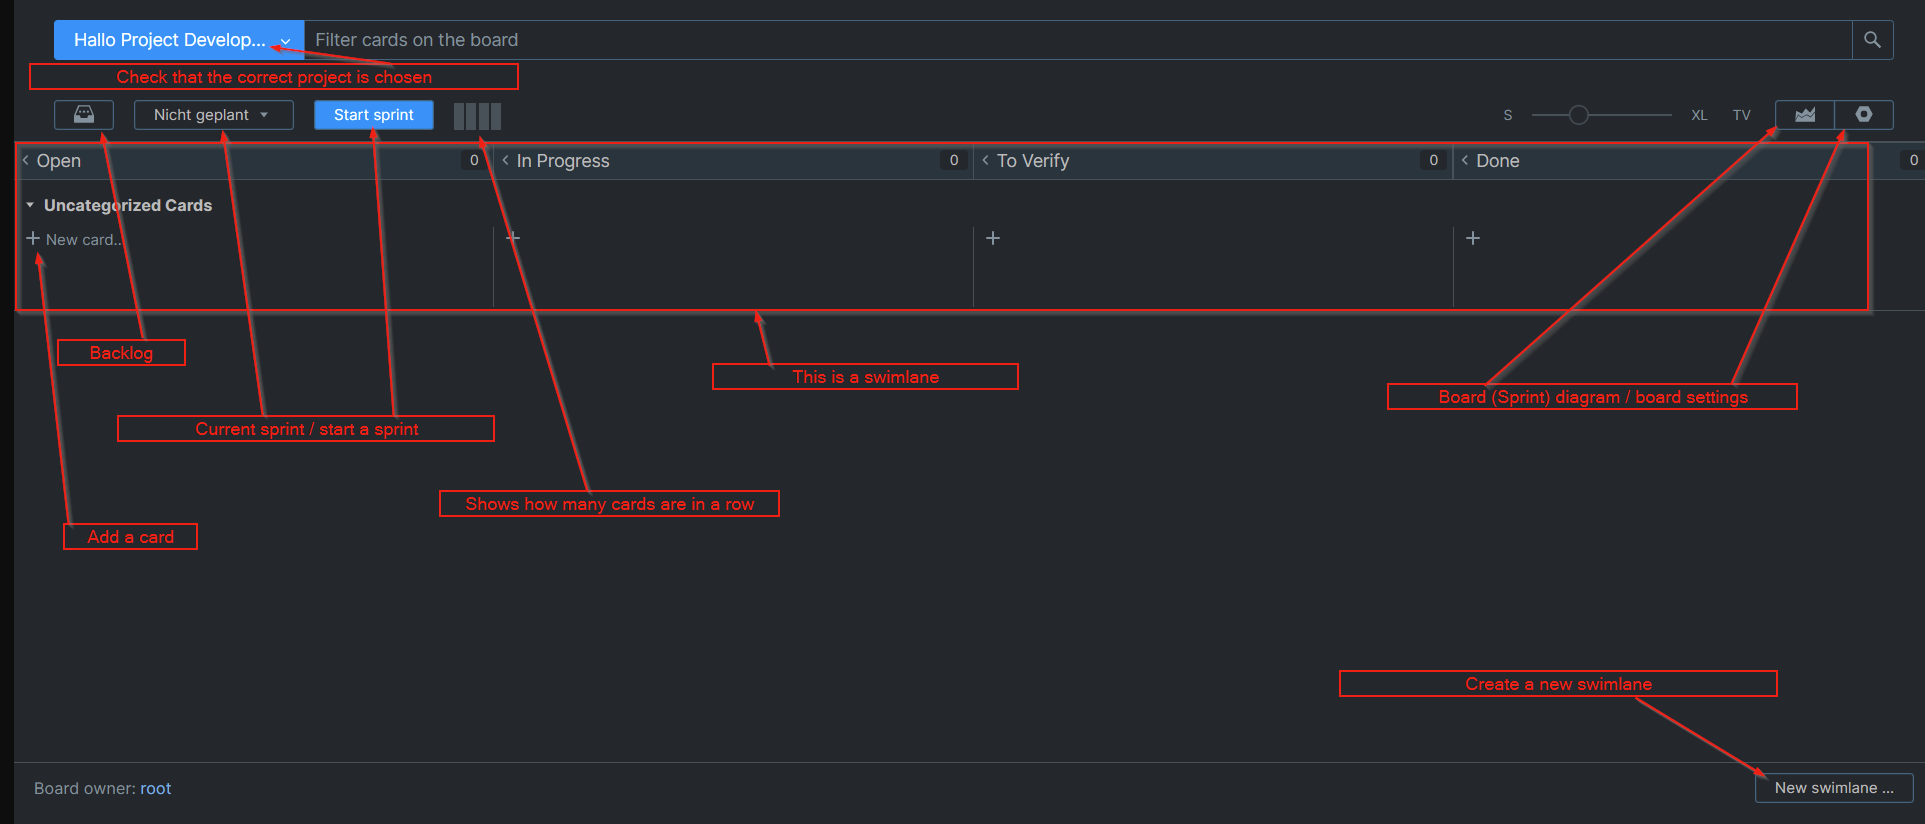 Hallo Project Develop... Filter cards on the board
Check that the correct project is chosen
Nicht geplant Start sprint S XL TV
Open 0 In Progress 0 To Verify 0 Done 0
Uncategorized Cards
New card...
Backlog
This is a swimlane
Board (Sprint) diagram / board settings
Current sprint / start a sprint
Shows how many cards are in a row
Add a card
Create a new swimlane
Board owner: root New swimlane ...